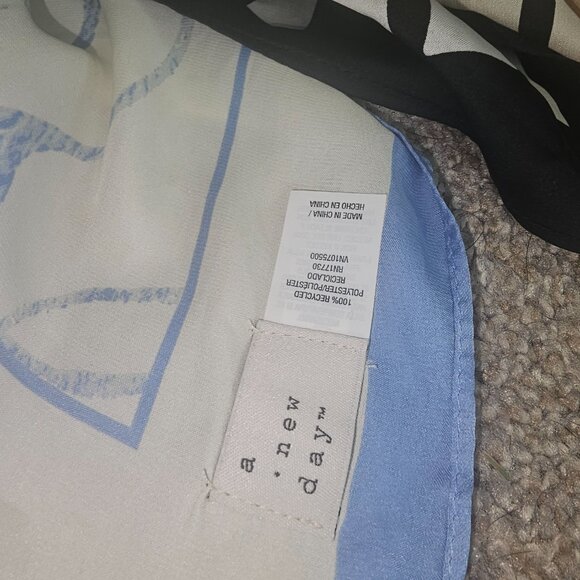 100% RECYCLED
POLYESTER/POLIÉSTER
RECICLADO
RN17730
VN1075500
MADE IN CHINA /
HECHO EN CHINA
a
· new
day™